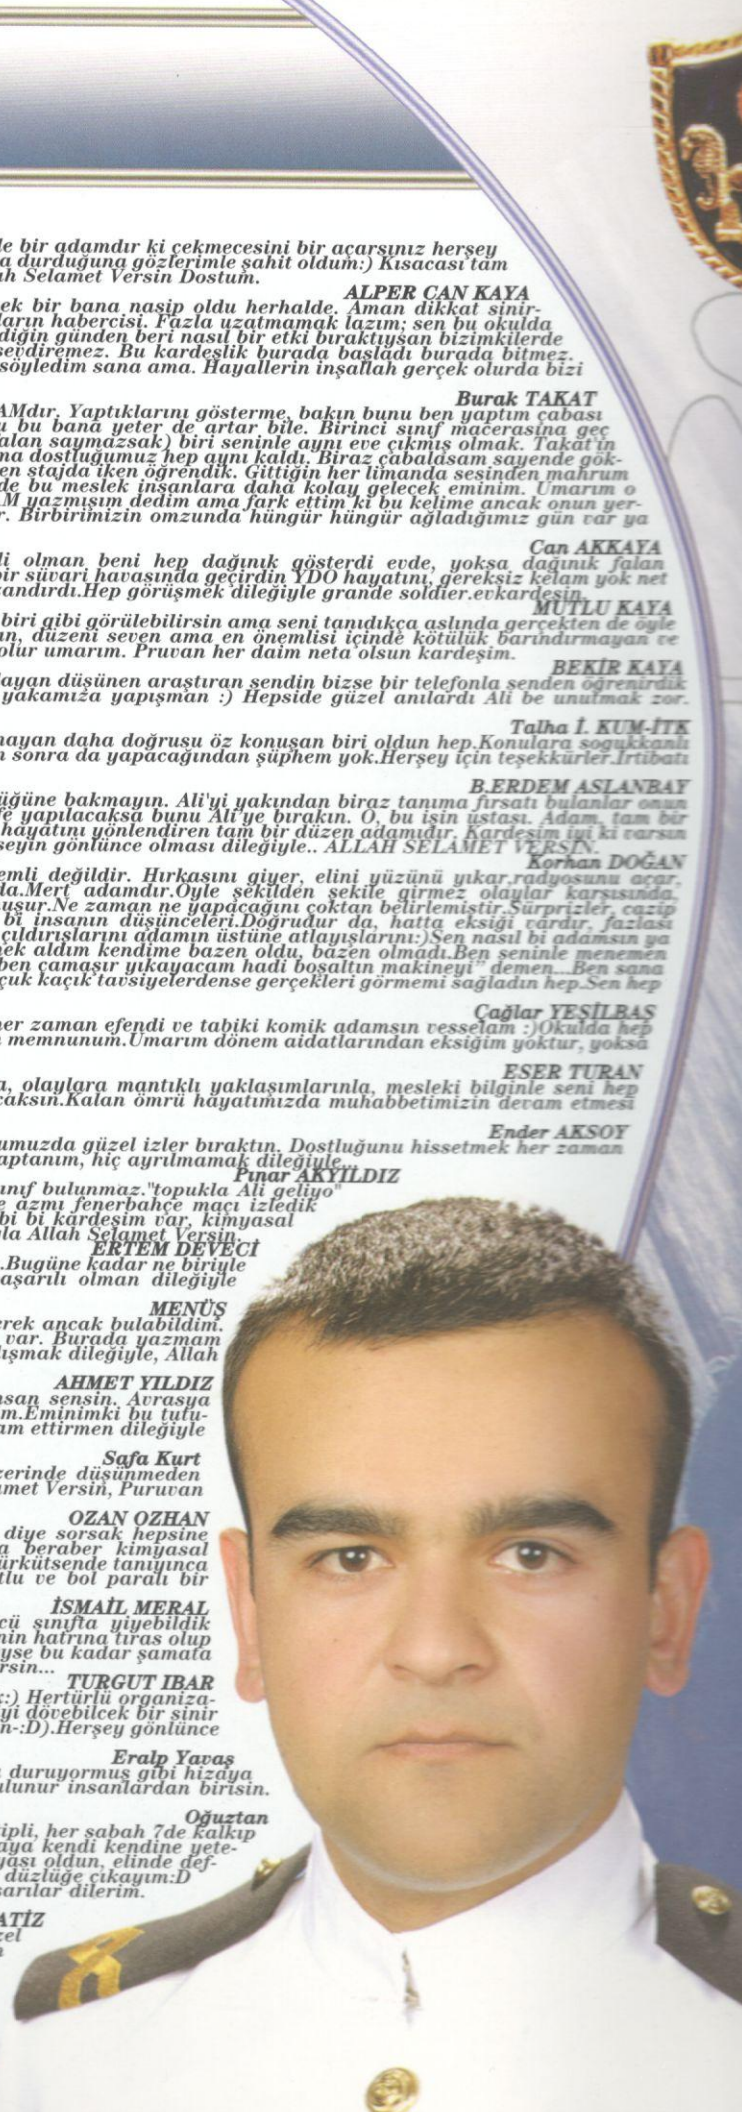 le bir adamdır ki çekmecesini bir açarsınız herşey
a durduğuna gözlerimle şahit oldum:) Kısacası tam
ah Selamet Versin Dostum.
ALPER CAN KAYA
ek bir bana nasip oldu herhalde. Aman dikkat sinir-
ların habercisi. Fazla uzatmamak lazım; sen bu okulda
diğin günden beri nasıl bir etki bıraktıysan bizimkilerde
sevdiremez. Bu kardeşlik burada başladı burada bitmez.
söyledim sana ama. Hayallerin inşallah gerçek olurda bizi
Burak TAKAT
AMdır. Yaptıklarını gösterme, bakın bunu ben yaptım çabası
u bu bana yeter de artar bile. Birinci sınıf macerasına geç
alan saymazsak) biri seninle aynı eve çıkmış olmak. Takat'in
na dostluğumuz hep aynı kaldı. Biraz çabalasam sayende gök-
en stajda iken öğrendik. Gittiğin her limanda sesinden mahrum
de bu meslek insanlara daha kolay gelecek eminim. Umarım o
M yazmışım dedim ama fark ettim ki bu kelime ancak onun yer-
r. Birbirimizin omzunda hüngür hüngür ağladığımız gün var ya
Can AKKAYA
li olman beni hep dağınık gösterdi evde, yoksa dağınık falan
bir süvari havasında geçirdin YDO hayatını, gereksiz kelam yok net
zandırdı.Hep görüşmek dileğiyle grande soldier.evkardeşin.
MUTLU KAYA
biri gibi görülebilirsin ama seni tanıdıkça aslında gerçekten de öyle
ın, düzeni seven ama en önemlisi içinde kötülük barındırmayan ve
olur umarım. Pruvan her daim neta olsun kardeşim.
BEKİR KAYA
layan düşünen araştıran sendin bizse bir telefonla senden öğrenirdik
yakamıza yapışman :) Hepside güzel anılardı Ali be unutmak zor.
Talha İ. KUM-İTK
mayan daha doğrusu öz konuşan biri oldun hep.Konulara sogukkanlı
n sonra da yapacağından şüphem yok.Herşey için teşekkürler.İrtibatı
B.ERDEM ASLANBAY
üğüne bakmayın. Ali'yi yakından biraz tanıma fırsatı bulanlar onun
e yapılacaksa bunu Ali'ye bırakın. O, bu işin ustası. Adam, tam bir
hayatını yönlendiren tam bir düzen adamıdır. Kardeşim iyi ki varsın
şeyin gönlünce olması dileğiyle.. ALLAH SELAMET VERSİN.
Korhan DOĞAN
emli değildir. Hırkasını giyer, elini yüzünü yıkar,radyosunu açar,
da.Mert adamdır.Öyle şekilden şekile girmez olaylar karşısında,
uşur.Ne zaman ne yapacağını çoktan belirlemistir.Sürprizler, cazip
bi insanın düşünceleri.Doğrudur da, hatta eksiği vardır, fazlası
çıldırışlarını adamın üstüne atlayışlarını:)Sen nasıl bi adamsın ya
nek aldım kendime bazen oldu, bazen olmadı.Ben seninle menemen
ben camaşır yıkayacam hadi boşaltın makineyi" demen...Ben sana
çuk kaçık tavsiyelerdense gerçekleri görmemi sağladın hep.Sen hep
Çağlar YEŞİLBAŞ
her zaman efendi ve tabiki komik adamsın vesselam :)Okulda hep
n memnunum.Umarım dönem aidatlarından eksiğim yoktur, yoksa
ESER TURAN
a, olaylara mantıklı yaklaşımlarınla, mesleki bilginle seni hep
caksın.Kalan ömrü hayatımızda muhabbetimizin devam etmesi
Ender AKSOY
umuzda güzel izler bıraktın. Dostluğunu hissetmek her zaman
aptanım, hiç ayrılmamak dileğiyle...
Pınar AKYILDIZ
ınıf bulunmaz."topukla Ali geliyo"
e azmı fenerbahçe maçı izledik
bi bi kardeşim var, kimyasal
la Allah Selamet Versin.
ERTEM DEVECİ
.Bugüne kadar ne biriyle
aşarılı olman dileğiyle
MENÜŞ
erek ancak bulabildim.
var. Burada yazmam
lışmak dileğiyle, Allah
AHMET YILDIZ
nsan sensin. Avrasya
m.Eminimki bu tutu-
am ettirmen dileğiyle
Safa Kurt
zerinde düşünmeden
met Versin, Puruvan
OZAN OZHAN
diye sorsak hepsine
a beraber kimyasal
ürkütsende tanıyınca
tlu ve bol paralı bir
İSMAİL MERAL
cü sınıfta yiyebildik
nin hatrına tıras olup
yse bu kadar şamata
rsin...
TURGUT IBAR
k:) Hertürlü organiza-
yi dövebilcek bir sinir
n-:D).Herşey gönlünce
Eralp Yavaş
a duruyormuş gibi hizaya
ulunur insanlardan birisin.
Oğuztan
ipli, her sabah 7de kalkıp
aya kendi kendine yete-
yası oldun, elinde def-
düzlüğe çıkayım:D
şarılar dilerim.
ATİZ
zel